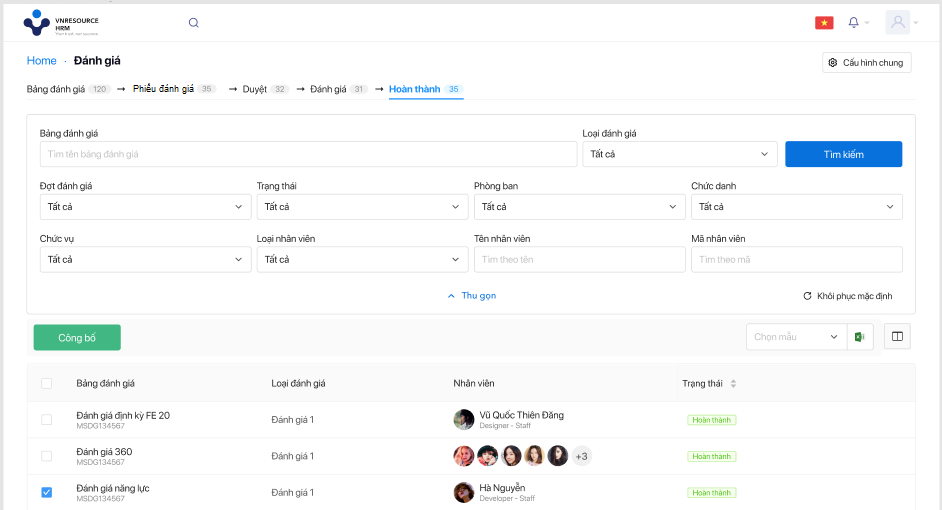 VNRESOURCE
HRM
Home · Đánh giá
Cấu hình chung
Bảng đánh giá 120 → Phiếu đánh giá 35 → Duyệt 32 → Đánh giá 31 → Hoàn thành 35
Bảng đánh giá Loại đánh giá
Tìm tên bảng đánh giá Tất cả Tìm kiếm
Đợt đánh giá Trạng thái Phòng ban Chức danh
Tất cả Tất cả Tất cả Tất cả
Chức vụ Loại nhân viên Tên nhân viên Mã nhân viên
Tất cả Tất cả Tìm theo tên Tìm theo mã
Thu gọn Khôi phục mặc định
Công bố Chọn mẫu
Bảng đánh giá Loại đánh giá Nhân viên Trạng thái
Đánh giá định kỳ FE 20 Đánh giá 1 Vũ Quốc Thiên Đăng Hoàn thành
MSDG134567 Designer - Staff
Đánh giá 360 Đánh giá 1 +3 Hoàn thành
MSDG134567
Đánh giá năng lực Đánh giá 1 Hà Nguyễn Hoàn thành
MSDG134567 Developer - Staff